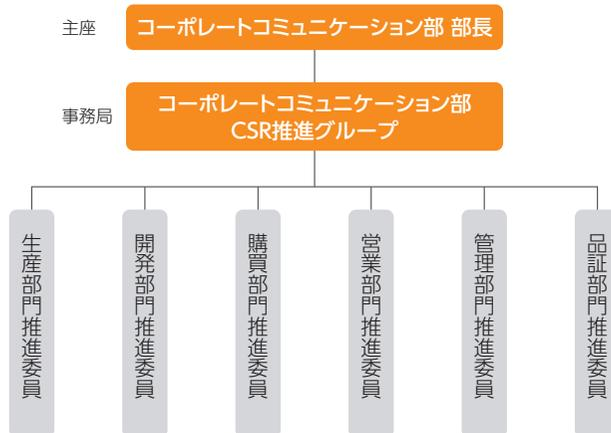 主座
コーポレートコミュニケーション部 部長
事務局
コーポレートコミュニケーション部
CSR推進グループ
生産部門推進委員
開発部門推進委員
購買部門推進委員
営業部門推進委員
管理部門推進委員
品証部門推進委員